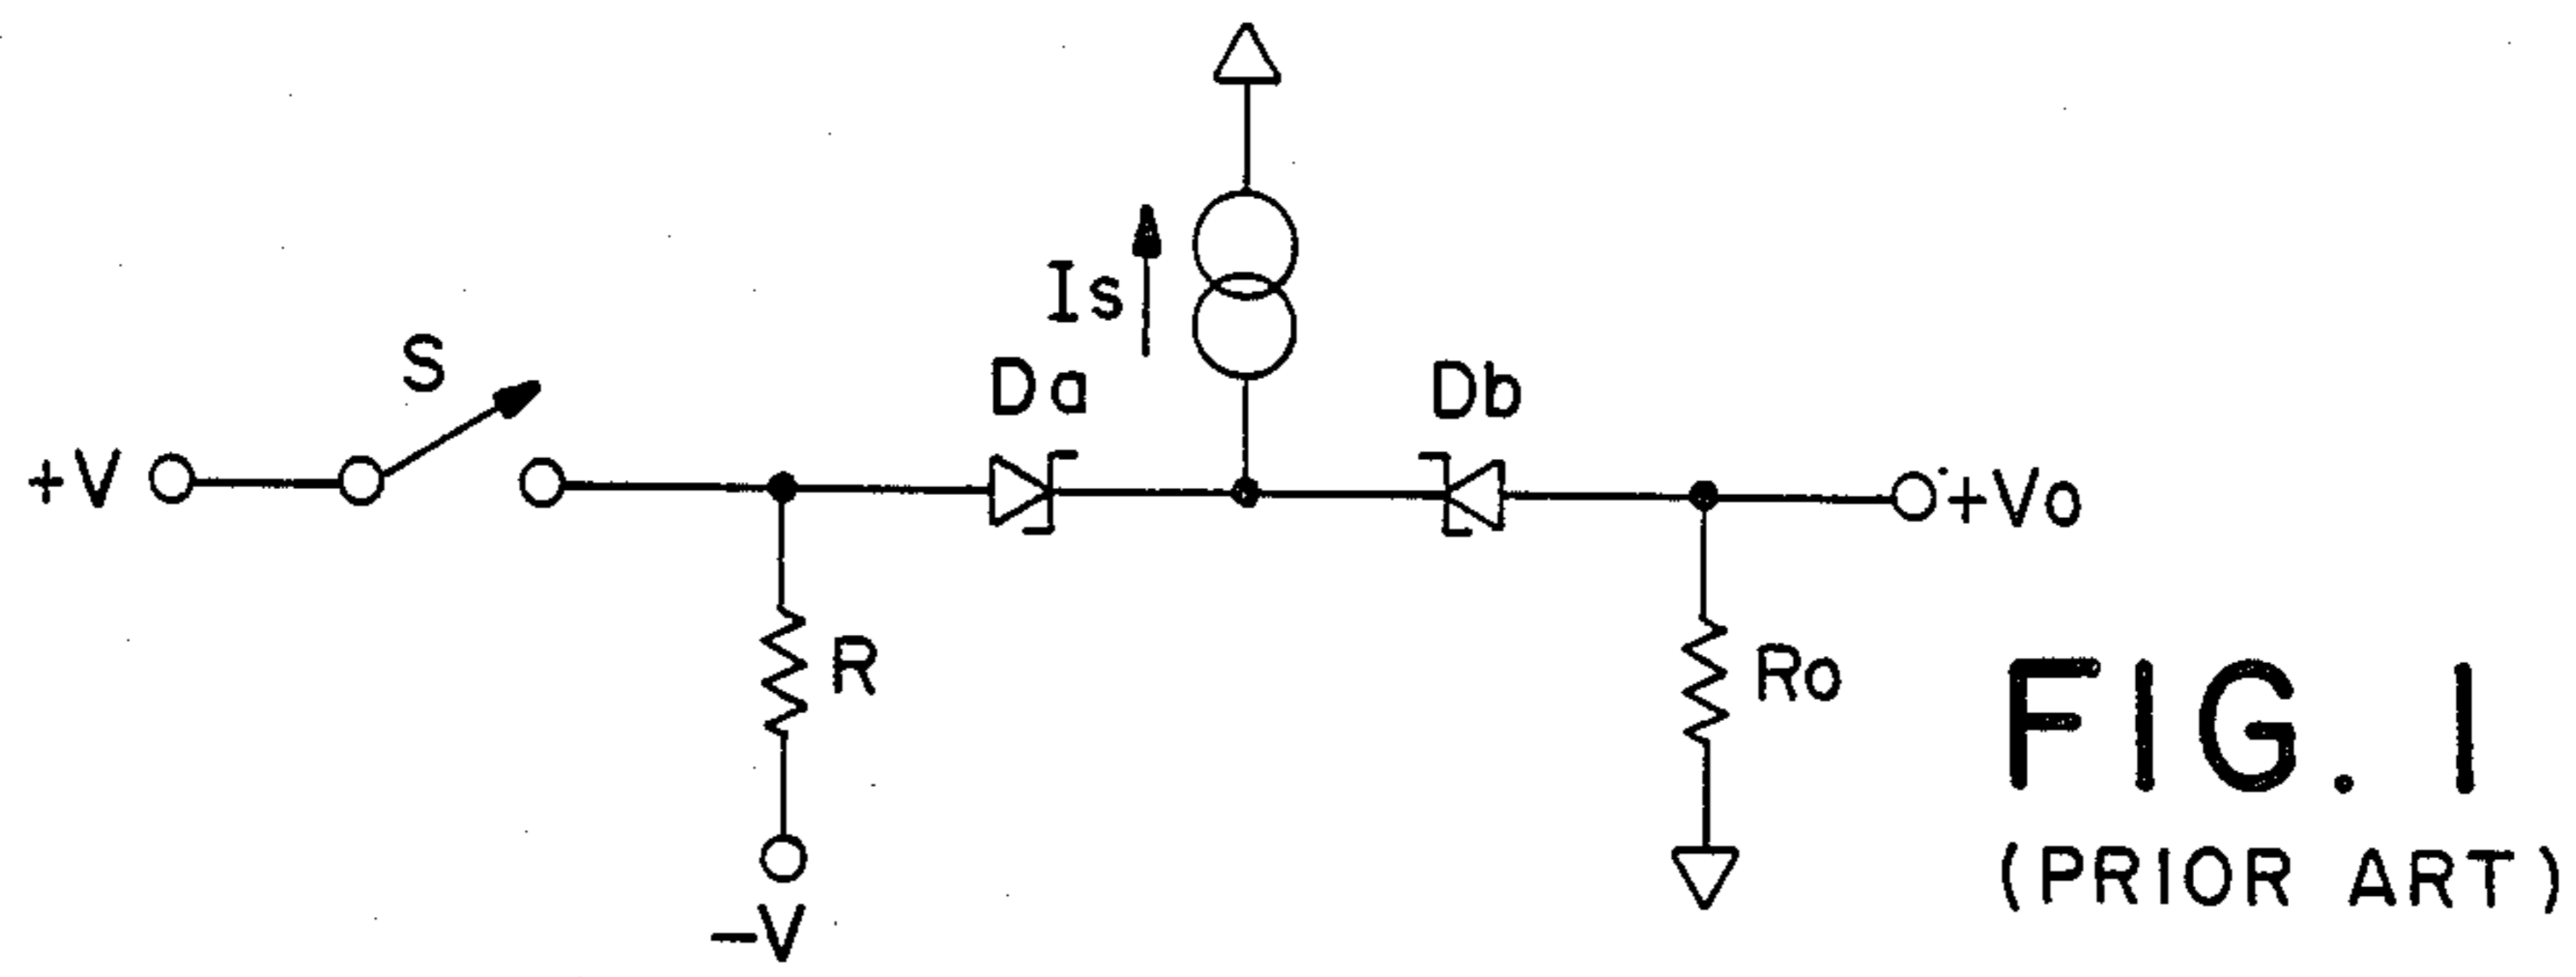 S
+V
Is
Da
Db
+Vo
R
Ro
-V
FIG. 1
(PRIOR ART)